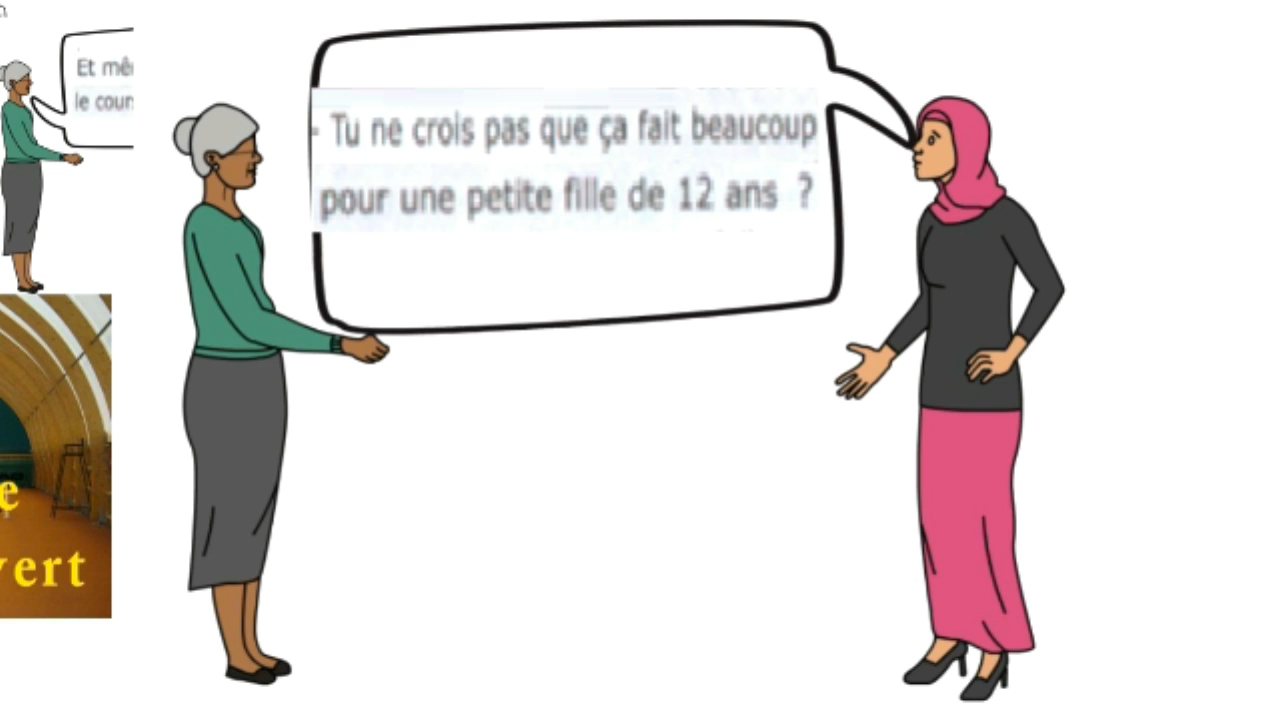 Et mê
le cour
- Tu ne crois pas que ça fait beaucoup
pour une petite fille de 12 ans ?
e
vert